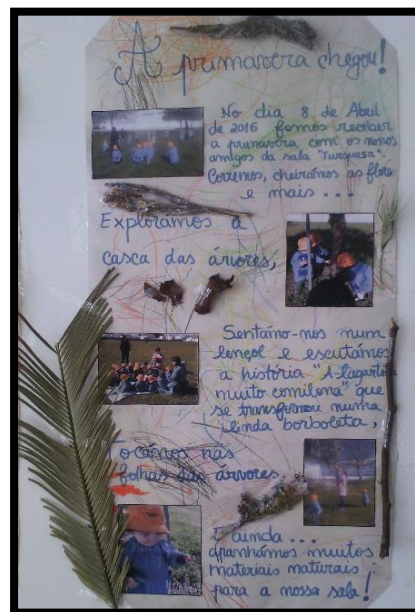 A primavera chegou!
No dia 8 de Abril
de 2016 fomos receber
a primavera com os nossos
amigos da sala "Turquesa".
Corremos, cheirámos as flores
e mais ...
Exploramos a
casca das árvores,
Sentámo-nos num
lençol e escutámos
a história "A lagartinha
muito comilona" que
se transformou numa
linda borboleta,
Tocámos nas
folhas das árvores
E ainda ...
apanhámos muitos
materiais naturais
para a nossa sala!